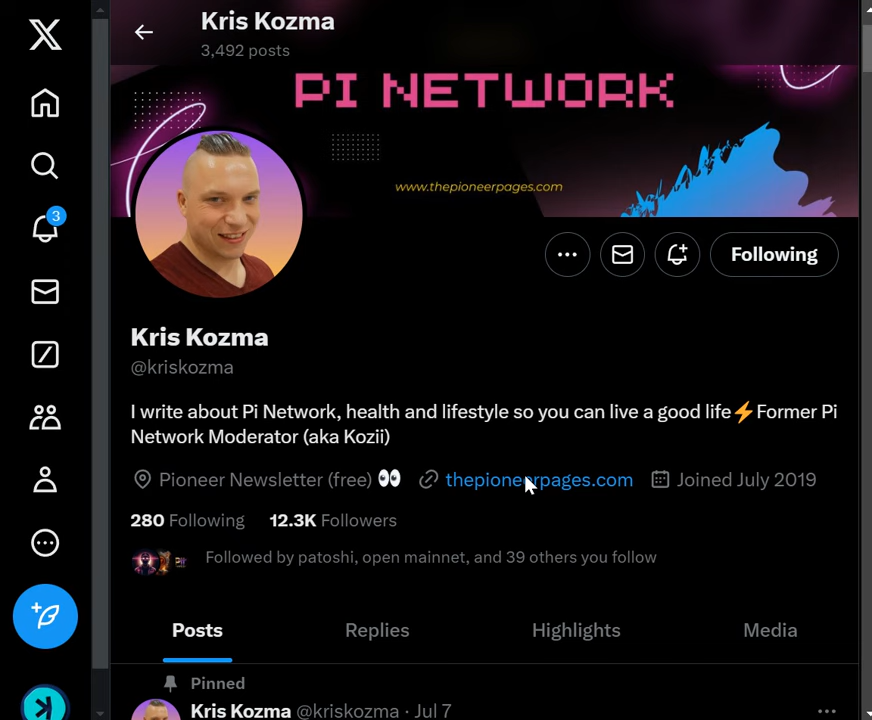 Kris Kozma
3,492 posts
PI NETWORK
www.thepioneerpages.com
3
Following
Kris Kozma
@kriskozma
I write about Pi Network, health and lifestyle so you can live a good life⚡Former Pi
Network Moderator (aka Kozii)
Pioneer Newsletter (free) 👀 thepioneerpages.com Joined July 2019
280 Following 12.3K Followers
Followed by patoshi, open mainnet, and 39 others you follow
Posts Replies Highlights Media
Pinned
Kris Kozma @kriskozma · Jul 7